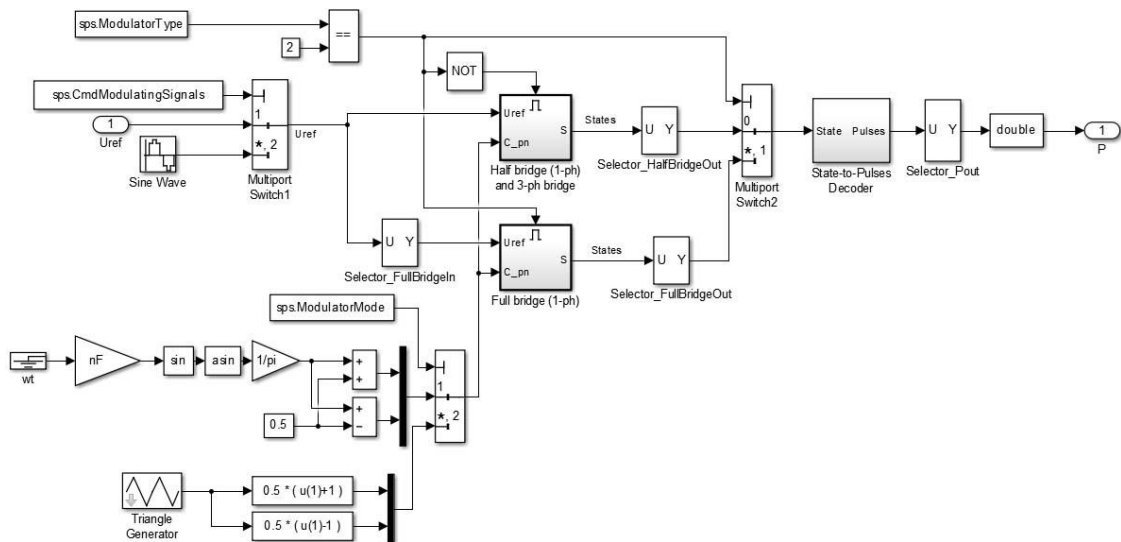 sps.ModulatorType
2
==
NOT
sps.CmdModulatingSignals
1
Uref
Sine Wave
1
*, 2
Multiport
Switch1
Uref
Uref
C_pn
S
Half bridge (1-ph)
and 3-ph bridge
States
U Y
Selector_HalfBridgeOut
0
*, 1
Multiport
Switch2
State Pulses
State-to-Pulses
Decoder
U Y
Selector_Pout
double
1
P
U Y
Selector_FullBridgeIn
Uref
C_pn
S
Full bridge (1-ph)
States
U Y
Selector_FullBridgeOut
sps.ModulatorMode
wt
nF
sin
asin
1/pi
+
+
+
−
0.5
1
*, 2
Triangle
Generator
0.5 * ( u(1)+1 )
0.5 * ( u(1)-1 )